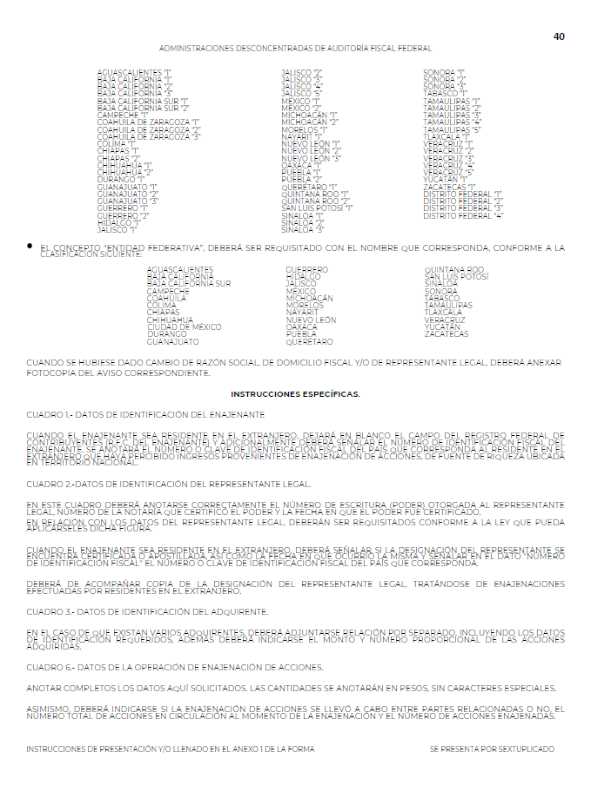 40
ADMINISTRACIONES DESCONCENTRADAS DE AUDITORÍA FISCAL FEDERAL
AGUASCALIENTES "1"
BAJA CALIFORNIA "1"
BAJA CALIFORNIA "2"
BAJA CALIFORNIA "3"
BAJA CALIFORNIA SUR "1"
BAJA CALIFORNIA SUR "2"
CAMPECHE "1"
COAHUILA DE ZARAGOZA "1"
COAHUILA DE ZARAGOZA "2"
COAHUILA DE ZARAGOZA "3"
COLIMA "1"
CHIAPAS "1"
CHIAPAS "2"
CHIHUAHUA "1"
CHIHUAHUA "2"
DURANGO "1"
GUANAJUATO "1"
GUANAJUATO "2"
GUANAJUATO "3"
GUERRERO "1"
GUERRERO "2"
HIDALGO "1"
JALISCO "1"
JALISCO "2"
JALISCO "3"
JALISCO "4"
JALISCO "5"
MÉXICO "1"
MÉXICO "2"
MICHOACÁN "1"
MICHOACÁN "2"
MORELOS "1"
NAYARIT "1"
NUEVO LEÓN "1"
NUEVO LEÓN "2"
NUEVO LEÓN "3"
OAXACA "1"
PUEBLA "1"
PUEBLA "2"
QUERÉTARO "1"
QUINTANA ROO "1"
QUINTANA ROO "2"
SAN LUIS POTOSÍ "1"
SINALOA "1"
SINALOA "2"
SINALOA "3"
SONORA "1"
SONORA "2"
SONORA "3"
TABASCO "1"
TAMAULIPAS "1"
TAMAULIPAS "2"
TAMAULIPAS "3"
TAMAULIPAS "4"
TAMAULIPAS "5"
TLAXCALA "1"
VERACRUZ "1"
VERACRUZ "2"
VERACRUZ "3"
VERACRUZ "4"
VERACRUZ "5"
YUCATÁN "1"
ZACATECAS "1"
DISTRITO FEDERAL "1"
DISTRITO FEDERAL "2"
DISTRITO FEDERAL "3"
DISTRITO FEDERAL "4"
• EL CONCEPTO "ENTIDAD FEDERATIVA", DEBERÁ SER REQUISITADO CON EL NOMBRE QUE CORRESPONDA, CONFORME A LA
CLASIFICACIÓN SIGUIENTE:
AGUASCALIENTES
BAJA CALIFORNIA
BAJA CALIFORNIA SUR
CAMPECHE
COAHUILA
COLIMA
CHIAPAS
CHIHUAHUA
CIUDAD DE MÉXICO
DURANGO
GUANAJUATO
GUERRERO
HIDALGO
JALISCO
MÉXICO
MICHOACÁN
MORELOS
NAYARIT
NUEVO LEÓN
OAXACA
PUEBLA
QUERÉTARO
QUINTANA ROO
SAN LUIS POTOSÍ
SINALOA
SONORA
TABASCO
TAMAULIPAS
TLAXCALA
VERACRUZ
YUCATÁN
ZACATECAS
CUANDO SE HUBIESE DADO CAMBIO DE RAZÓN SOCIAL, DE DOMICILIO FISCAL Y/O DE REPRESENTANTE LEGAL, DEBERÁ ANEXAR
FOTOCOPIA DEL AVISO CORRESPONDIENTE.
INSTRUCCIONES ESPECÍFICAS.
CUADRO 1.- DATOS DE IDENTIFICACIÓN DEL ENAJENANTE
CUANDO EL ENAJENANTE SEA RESIDENTE EN EL EXTRANJERO, DEJARÁ EN BLANCO EL CAMPO DEL REGISTRO FEDERAL DE
CONTRIBUYENTES (R.F.C. DEL ENAJENANTE) Y ADICIONALMENTE DEBERÁ SEÑALAR EL NÚMERO DE IDENTIFICACIÓN FISCAL DEL
ENAJENANTE. SE ANOTARÁ EL NÚMERO O CLAVE DE IDENTIFICACIÓN FISCAL DEL PAÍS QUE CORRESPONDA AL RESIDENTE EN EL
EXTRANJERO QUE HAYA PERCIBIDO INGRESOS PROVENIENTES DE ENAJENACIÓN DE ACCIONES, DE FUENTE DE RIQUEZA UBICADA
EN TERRITORIO NACIONAL.
CUADRO 2.-DATOS DE IDENTIFICACIÓN DEL REPRESENTANTE LEGAL.
EN ESTE CUADRO DEBERÁ ANOTARSE CORRECTAMENTE EL NÚMERO DE ESCRITURA (PODER) OTORGADA AL REPRESENTANTE
LEGAL, NÚMERO DE LA NOTARÍA QUE CERTIFICÓ EL PODER Y LA FECHA EN QUE EL PODER FUE CERTIFICADO.
EN RELACIÓN CON LOS DATOS DEL REPRESENTANTE LEGAL, DEBERÁN SER REQUISITADOS CONFORME A LA LEY QUE PUEDA
APLICÁRSELES DICHA FIGURA.
CUANDO EL ENAJENANTE SEA RESIDENTE EN EL EXTRANJERO, DEBERÁ SEÑALAR SI LA DESIGNACIÓN DEL REPRESENTANTE SE
ENCUENTRA CERTIFICADA O APOSTILLADA, ASÍ COMO LA FECHA EN QUE OCURRIÓ LA MISMA Y SEÑALAR EN EL DATO "NÚMERO
DE IDENTIFICACIÓN FISCAL" EL NÚMERO O CLAVE DE IDENTIFICACIÓN FISCAL DEL PAÍS QUE CORRESPONDA.
DEBERÁ DE ACOMPAÑAR COPIA DE LA DESIGNACIÓN DEL REPRESENTANTE LEGAL, TRATÁNDOSE DE ENAJENACIONES
EFECTUADAS POR RESIDENTES EN EL EXTRANJERO.
CUADRO 3.- DATOS DE IDENTIFICACIÓN DEL ADQUIRENTE.
EN EL CASO DE QUE EXISTAN VARIOS ADQUIRENTES, DEBERÁ ADJUNTARSE RELACIÓN POR SEPARADO, INCLUYENDO LOS DATOS
DE IDENTIFICACIÓN REQUERIDOS, ADEMÁS DEBERÁ INDICARSE EL MONTO Y NÚMERO PROPORCIONAL DE LAS ACCIONES
ADQUIRIDAS.
CUADRO 6.- DATOS DE LA OPERACIÓN DE ENAJENACIÓN DE ACCIONES.
ANOTAR COMPLETOS LOS DATOS AQUÍ SOLICITADOS. LAS CANTIDADES SE ANOTARÁN EN PESOS, SIN CARACTERES ESPECIALES.
ASIMISMO, DEBERÁ INDICARSE SI LA ENAJENACIÓN DE ACCIONES SE LLEVÓ A CABO ENTRE PARTES RELACIONADAS O NO, EL
NÚMERO TOTAL DE ACCIONES EN CIRCULACIÓN AL MOMENTO DE LA ENAJENACIÓN Y EL NÚMERO DE ACCIONES ENAJENADAS.
INSTRUCCIONES DE PRESENTACIÓN Y/O LLENADO EN EL ANEXO 1 DE LA FORMA
SE PRESENTA POR SEXTUPLICADO